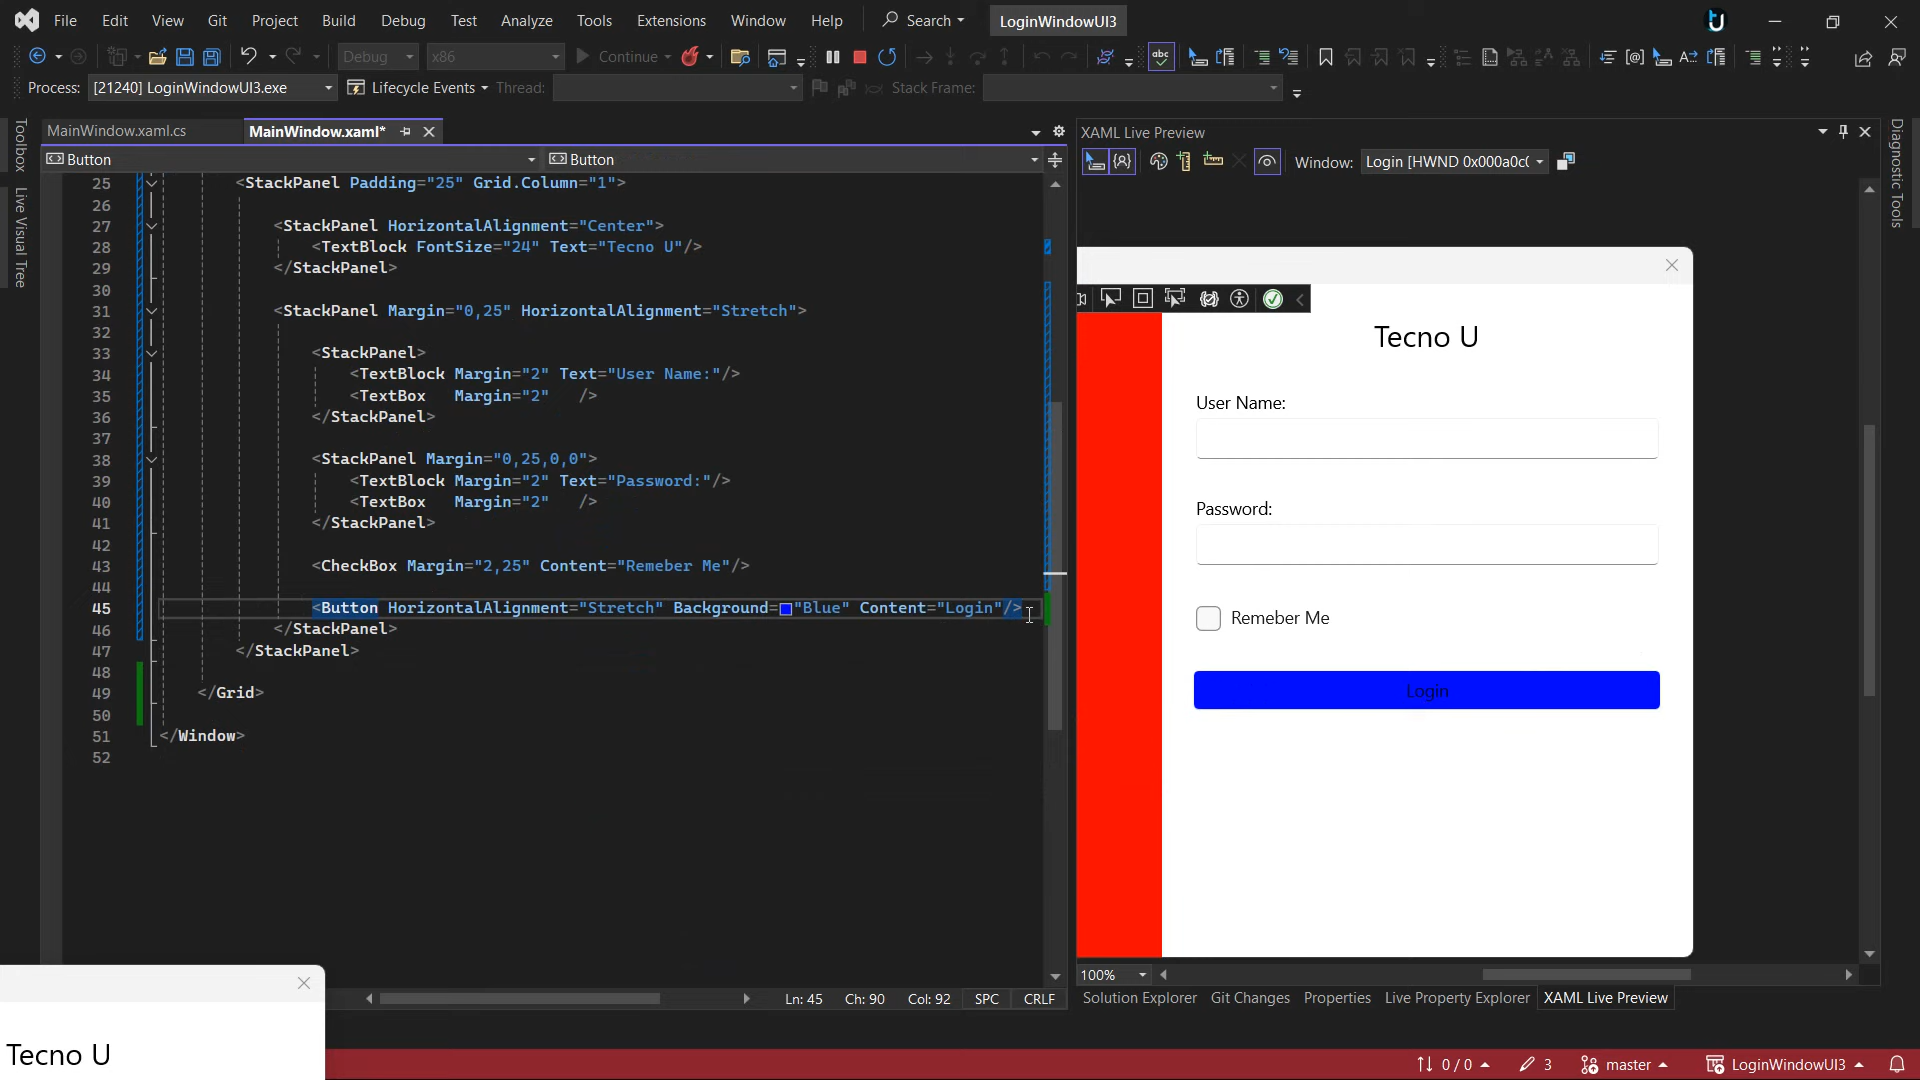 File Edit View Git Project Build Debug Test Analyze Tools Extensions Window Help Search LoginWindowUI3
Debug x86 Continue
Process: [21240] LoginWindowUI3.exe Lifecycle Events Thread: Stack Frame:
Toolbox
Live Visual Tree
MainWindow.xaml.cs MainWindow.xaml*
Button Button
25 <StackPanel Padding="25" Grid.Column="1">
26
27 <StackPanel HorizontalAlignment="Center">
28 <TextBlock FontSize="24" Text="Tecno U"/>
29 </StackPanel>
30
31 <StackPanel Margin="0,25" HorizontalAlignment="Stretch">
32
33 <StackPanel>
34 <TextBlock Margin="2" Text="User Name:"/>
35 <TextBox   Margin="2"   />
36 </StackPanel>
37
38 <StackPanel Margin="0,25,0,0">
39 <TextBlock Margin="2" Text="Password:"/>
40 <TextBox   Margin="2"   />
41 </StackPanel>
42
43 <CheckBox Margin="2,25" Content="Remeber Me"/>
44
45 <Button HorizontalAlignment="Stretch" Background="Blue" Content="Login"/>
46 </StackPanel>
47 </StackPanel>
48
49 </Grid>
50
51 </Window>
52
Ln: 45 Ch: 90 Col: 92 SPC CRLF
XAML Live Preview
Window: Login [HWND 0x000a0c(
Tecno U
User Name:
Password:
Remeber Me
Login
100%
Solution Explorer Git Changes Properties Live Property Explorer XAML Live Preview
Diagnostic Tools
Tecno U
0 / 0 3 master LoginWindowUI3